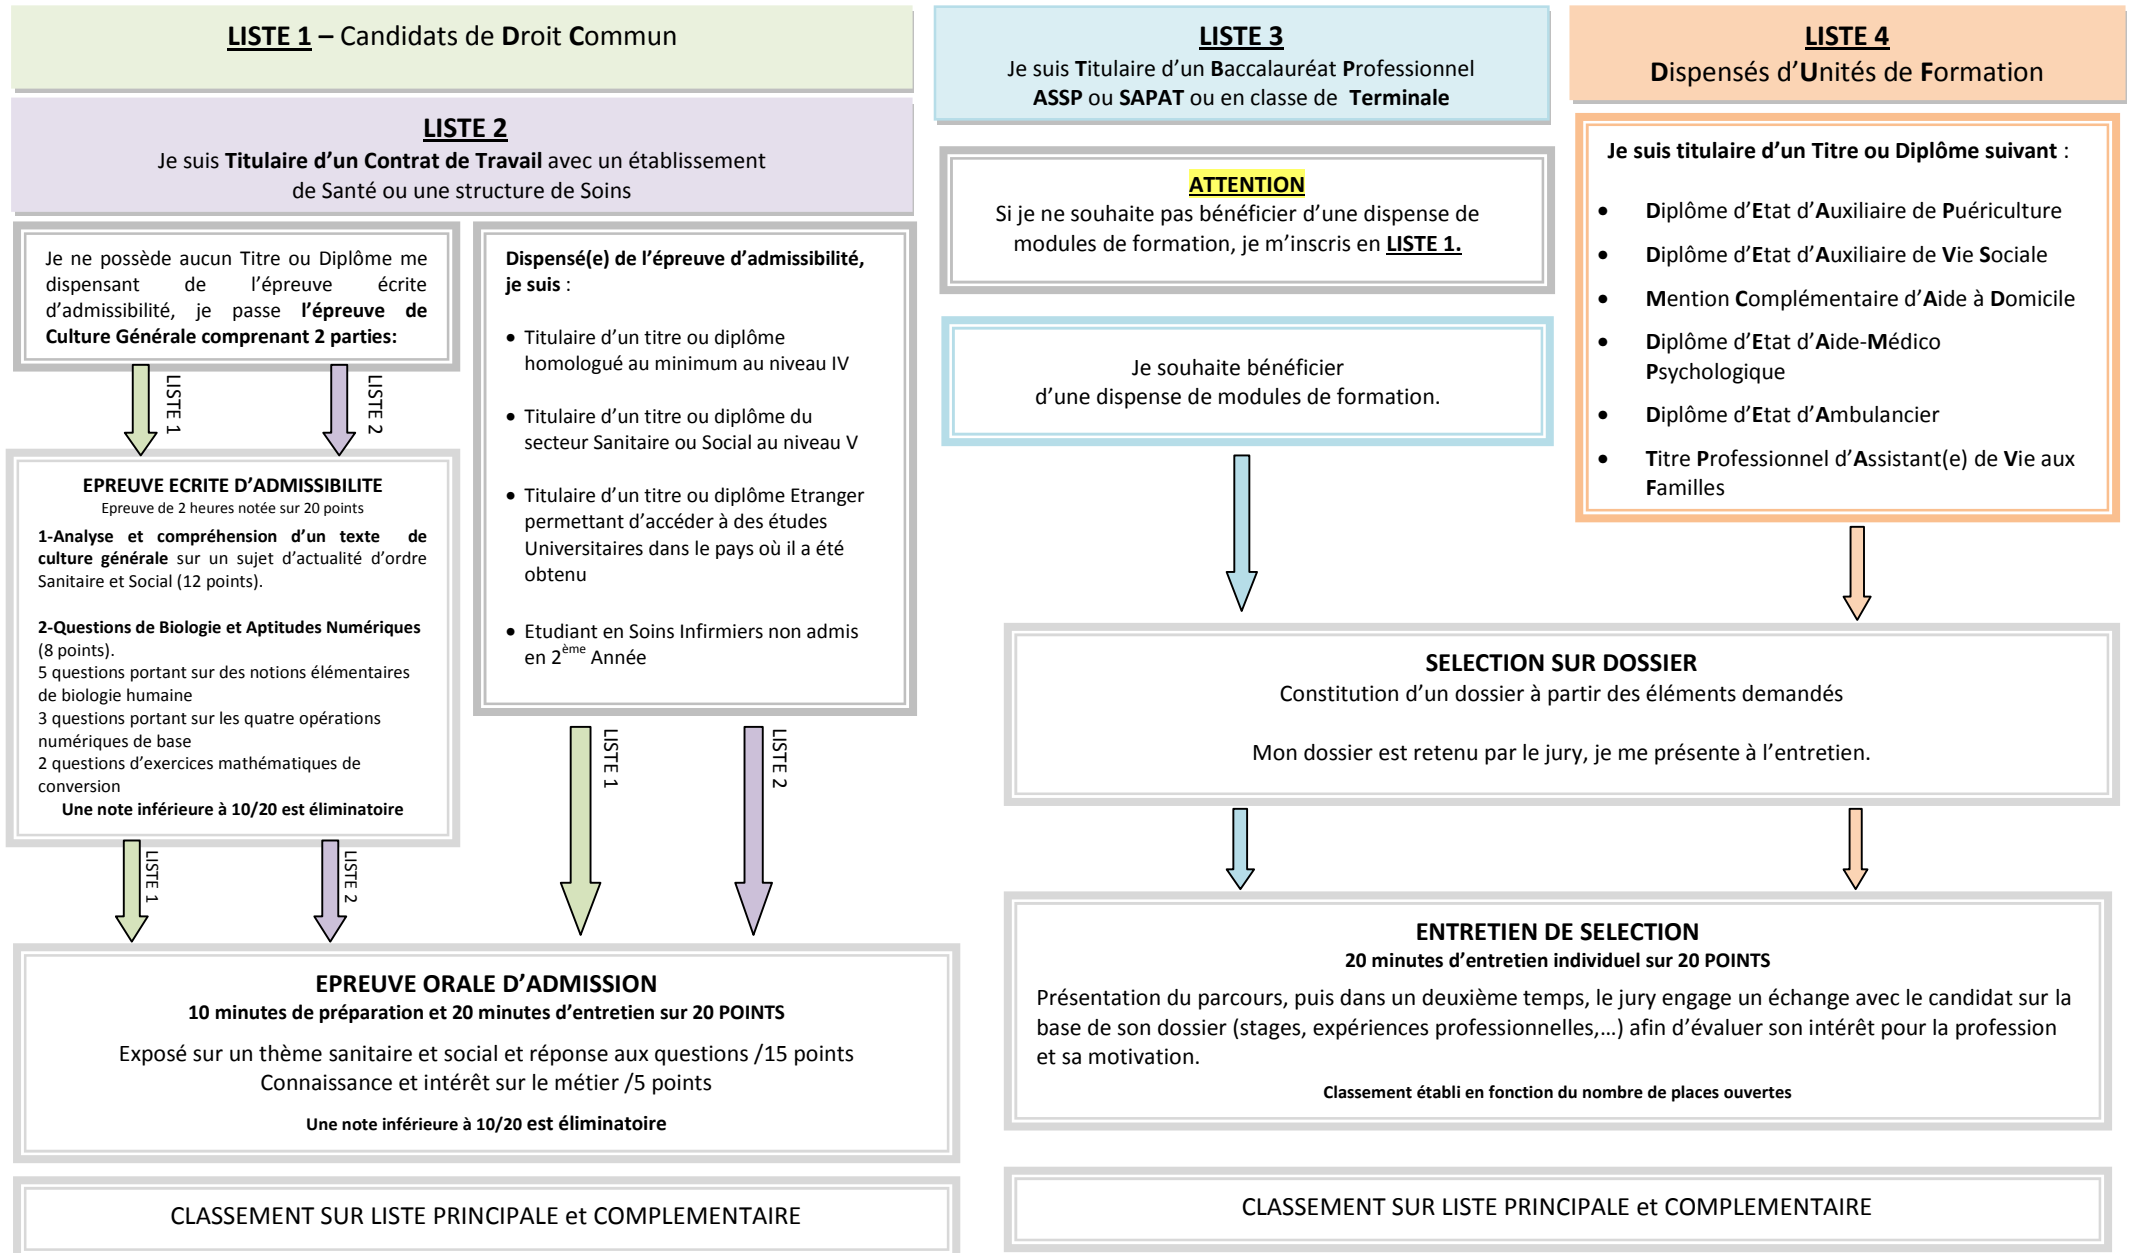 LISTE 1 – Candidats de Droit Commun
LISTE 2
Je suis Titulaire d'un Contrat de Travail avec un établissement
de Santé ou une structure de Soins
Je ne possède aucun Titre ou Diplôme me
dispensant de l'épreuve écrite
d'admissibilité, je passe l'épreuve de
Culture Générale comprenant 2 parties:
LISTE 1
LISTE 2
EPREUVE ECRITE D'ADMISSIBILITE
Epreuve de 2 heures notée sur 20 points
1-Analyse et compréhension d'un texte de
culture générale sur un sujet d'actualité d'ordre
Sanitaire et Social (12 points).
2-Questions de Biologie et Aptitudes Numériques
(8 points).
5 questions portant sur des notions élémentaires
de biologie humaine
3 questions portant sur les quatre opérations
numériques de base
2 questions d'exercices mathématiques de
conversion
Une note inférieure à 10/20 est éliminatoire
LISTE 1
LISTE 2
Dispensé(e) de l'épreuve d'admissibilité,
je suis :
• Titulaire d'un titre ou diplôme
homologué au minimum au niveau IV
• Titulaire d'un titre ou diplôme du
secteur Sanitaire ou Social au niveau V
• Titulaire d'un titre ou diplôme Etranger
permettant d'accéder à des études
Universitaires dans le pays où il a été
obtenu
• Etudiant en Soins Infirmiers non admis
en 2ème Année
LISTE 1
LISTE 2
EPREUVE ORALE D'ADMISSION
10 minutes de préparation et 20 minutes d'entretien sur 20 POINTS
Exposé sur un thème sanitaire et social et réponse aux questions /15 points
Connaissance et intérêt sur le métier /5 points
Une note inférieure à 10/20 est éliminatoire
CLASSEMENT SUR LISTE PRINCIPALE et COMPLEMENTAIRE
LISTE 3
Je suis Titulaire d'un Baccalauréat Professionnel
ASSP ou SAPAT ou en classe de Terminale
ATTENTION
Si je ne souhaite pas bénéficier d'une dispense de
modules de formation, je m'inscris en LISTE 1.
Je souhaite bénéficier
d'une dispense de modules de formation.
LISTE 4
Dispensés d'Unités de Formation
Je suis titulaire d'un Titre ou Diplôme suivant :
• Diplôme d'Etat d'Auxiliaire de Puériculture
• Diplôme d'Etat d'Auxiliaire de Vie Sociale
• Mention Complémentaire d'Aide à Domicile
• Diplôme d'Etat d'Aide-Médico
Psychologique
• Diplôme d'Etat d'Ambulancier
• Titre Professionnel d'Assistant(e) de Vie aux
Familles
SELECTION SUR DOSSIER
Constitution d'un dossier à partir des éléments demandés
Mon dossier est retenu par le jury, je me présente à l'entretien.
ENTRETIEN DE SELECTION
20 minutes d'entretien individuel sur 20 POINTS
Présentation du parcours, puis dans un deuxième temps, le jury engage un échange avec le candidat sur la
base de son dossier (stages, expériences professionnelles,…) afin d'évaluer son intérêt pour la profession
et sa motivation.
Classement établi en fonction du nombre de places ouvertes
CLASSEMENT SUR LISTE PRINCIPALE et COMPLEMENTAIRE